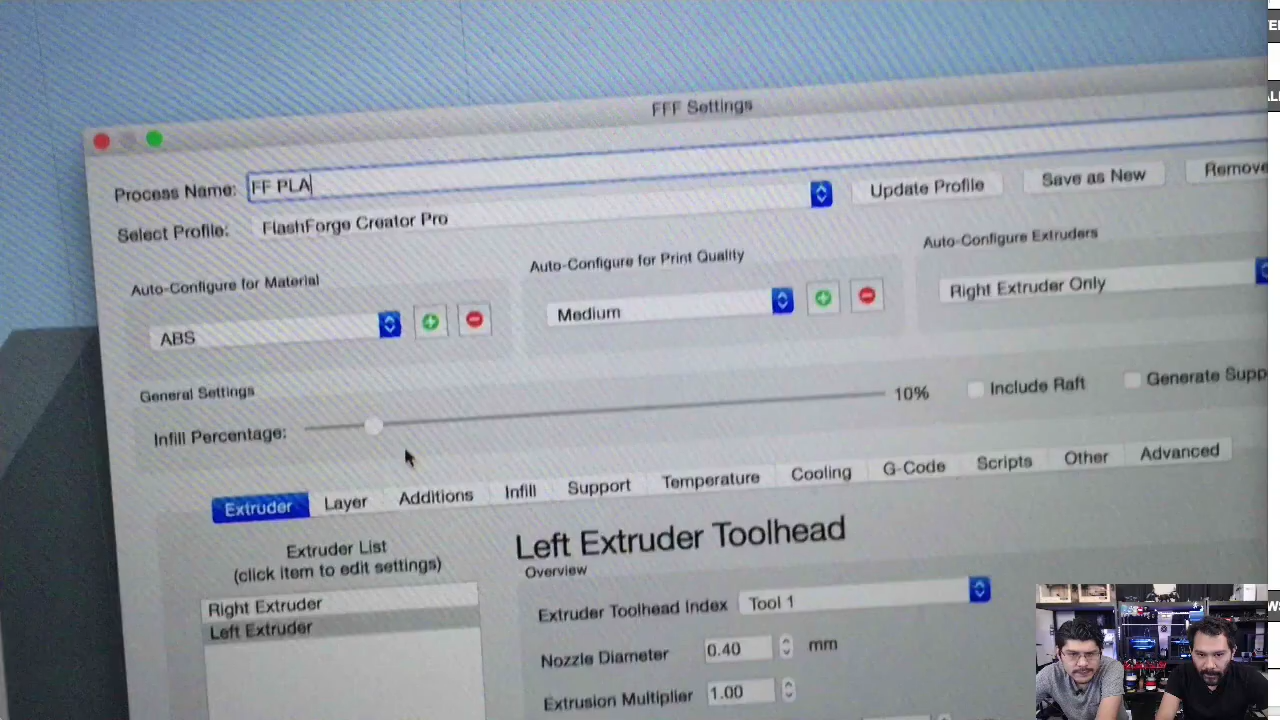 FFF Settings
Process Name: FF PLA
Select Profile: FlashForge Creator Pro
Update Profile Save as New Remove
Auto-Configure for Material
ABS
Auto-Configure for Print Quality
Medium
Auto-Configure Extruders
Right Extruder Only
General Settings
Infill Percentage: 10% Include Raft Generate Supp
Extruder Layer Additions Infill Support Temperature Cooling G-Code Scripts Other Advanced
Extruder List
(click item to edit settings)
Right Extruder
Left Extruder
Left Extruder Toolhead
Overview
Extruder Toolhead Index Tool 1
Nozzle Diameter 0.40 mm
Extrusion Multiplier 1.00